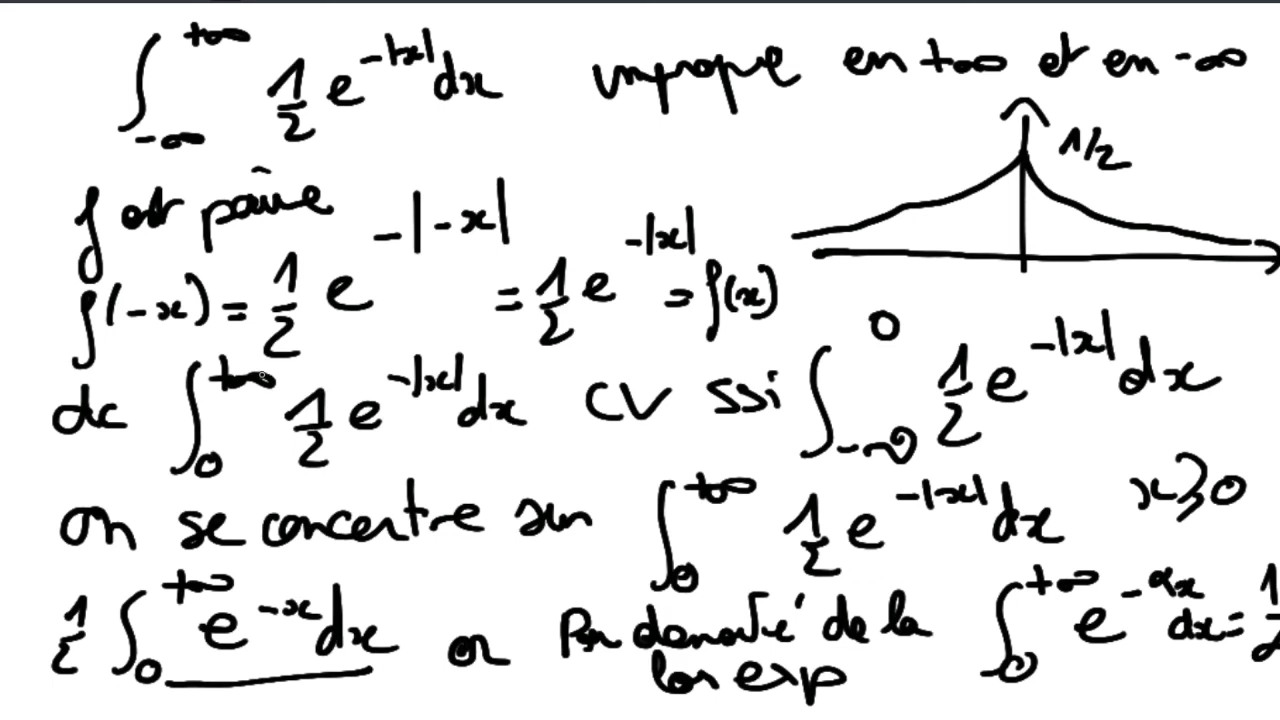 ∫_{-∞}^{+∞} 1/2 e^{-|x|} dx impropre en +∞ et en -∞
1/2
f est paire
f(-x) = 1/2 e^{-|-x|} = 1/2 e^{-|x|} = f(x)
dc ∫_0^{+∞} 1/2 e^{-|x|} dx CV ssi ∫_{-∞}^0 1/2 e^{-|x|} dx
on se concentre sur ∫_0^{+∞} 1/2 e^{-|x|} dx x ⩾ 0
1/2 ∫_0^{+∞} e^{-x} dx or Par densité de la ∫_0^{+∞} e^{-αx} dx = 1
loi exp